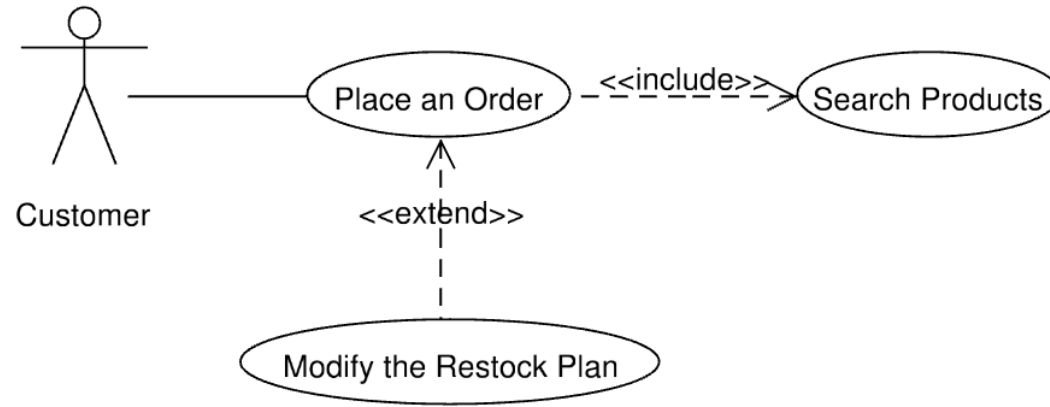 <<include>>
Place an Order
Search Products
Customer
<<extend>>
Modify the Restock Plan